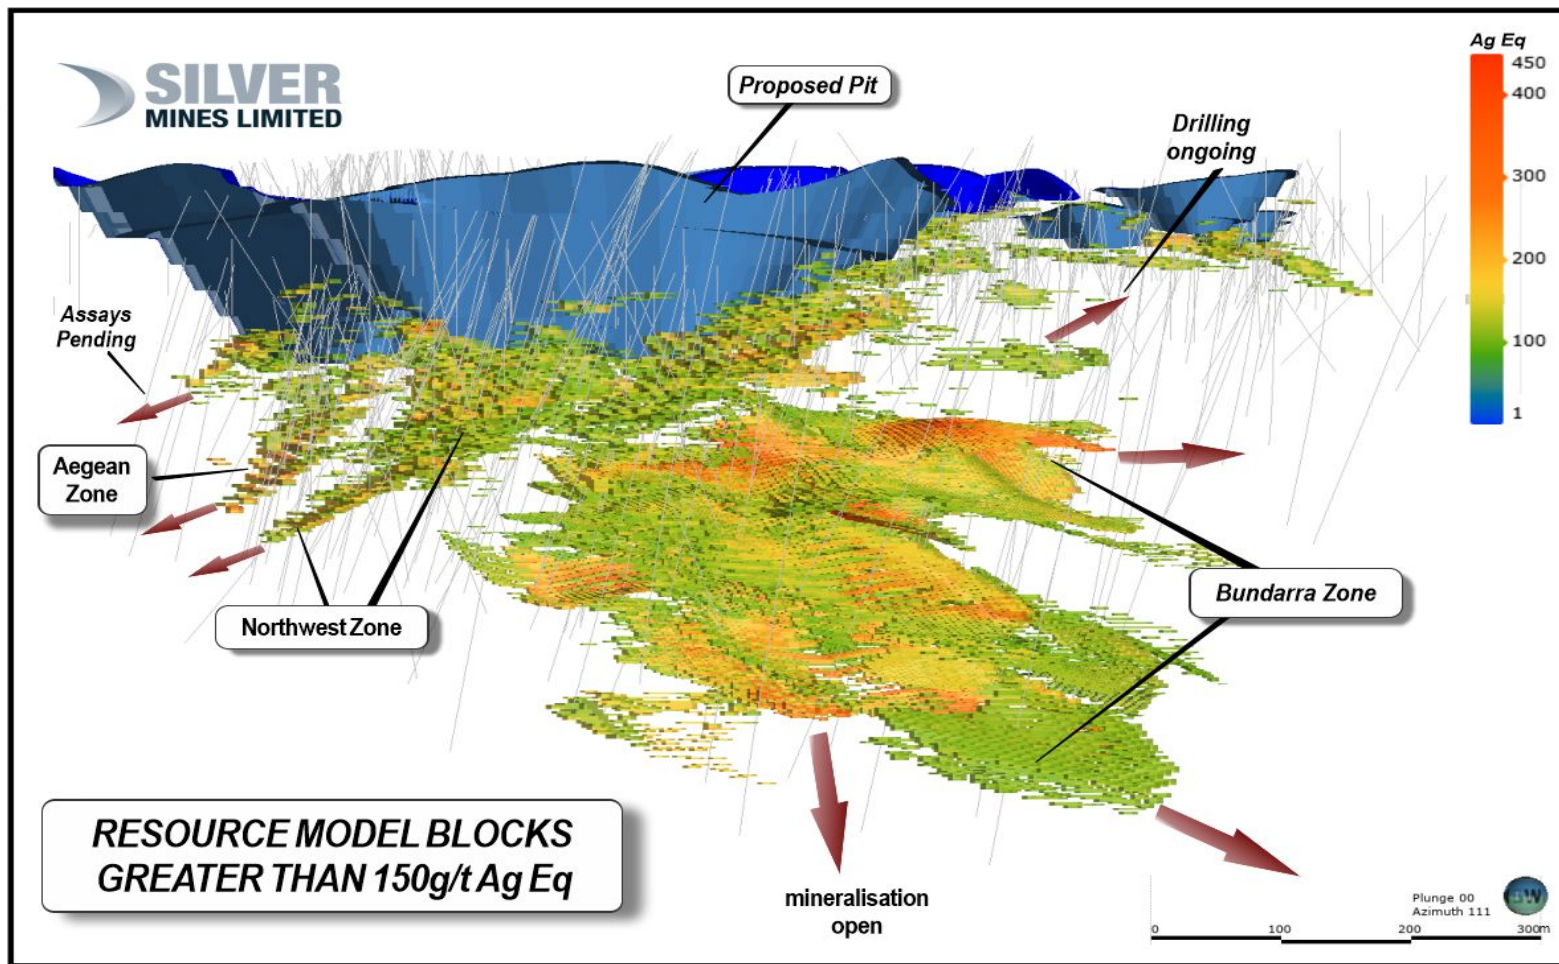 SILVER
MINES LIMITED
Proposed Pit
Drilling
ongoing
Ag Eq
450
400
300
200
100
1
Assays
Pending
Aegean
Zone
Northwest Zone
Bundarra Zone
RESOURCE MODEL BLOCKS
GREATER THAN 150g/t Ag Eq
mineralisation
open
Plunge 00
Azimuth 111
0
100
200
300m